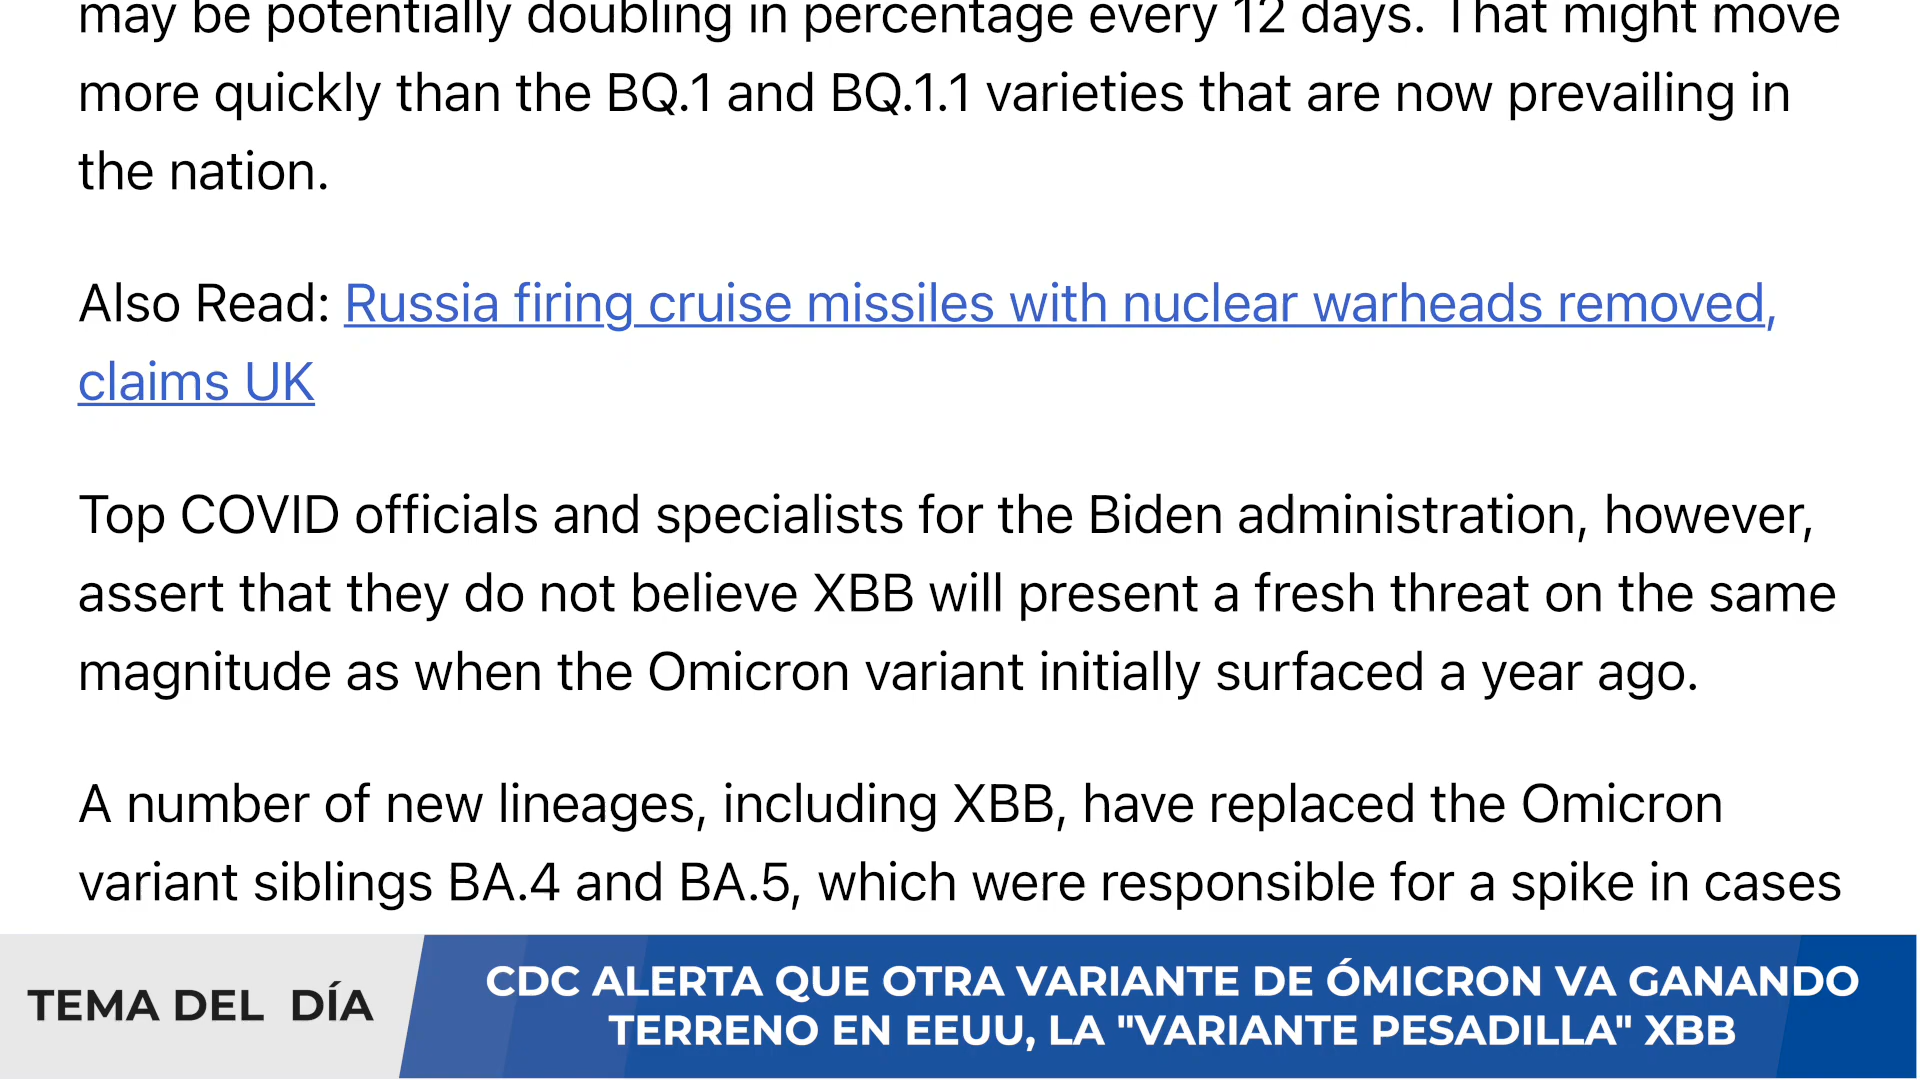 may be potentially doubling in percentage every 12 days. That might move
more quickly than the BQ.1 and BQ.1.1 varieties that are now prevailing in
the nation.
Also Read: Russia firing cruise missiles with nuclear warheads removed,
claims UK
Top COVID officials and specialists for the Biden administration, however,
assert that they do not believe XBB will present a fresh threat on the same
magnitude as when the Omicron variant initially surfaced a year ago.
A number of new lineages, including XBB, have replaced the Omicron
variant siblings BA.4 and BA.5, which were responsible for a spike in cases
TEMA DEL DÍA
CDC ALERTA QUE OTRA VARIANTE DE ÓMICRON VA GANANDO
TERRENO EN EEUU, LA "VARIANTE PESADILLA" XBB